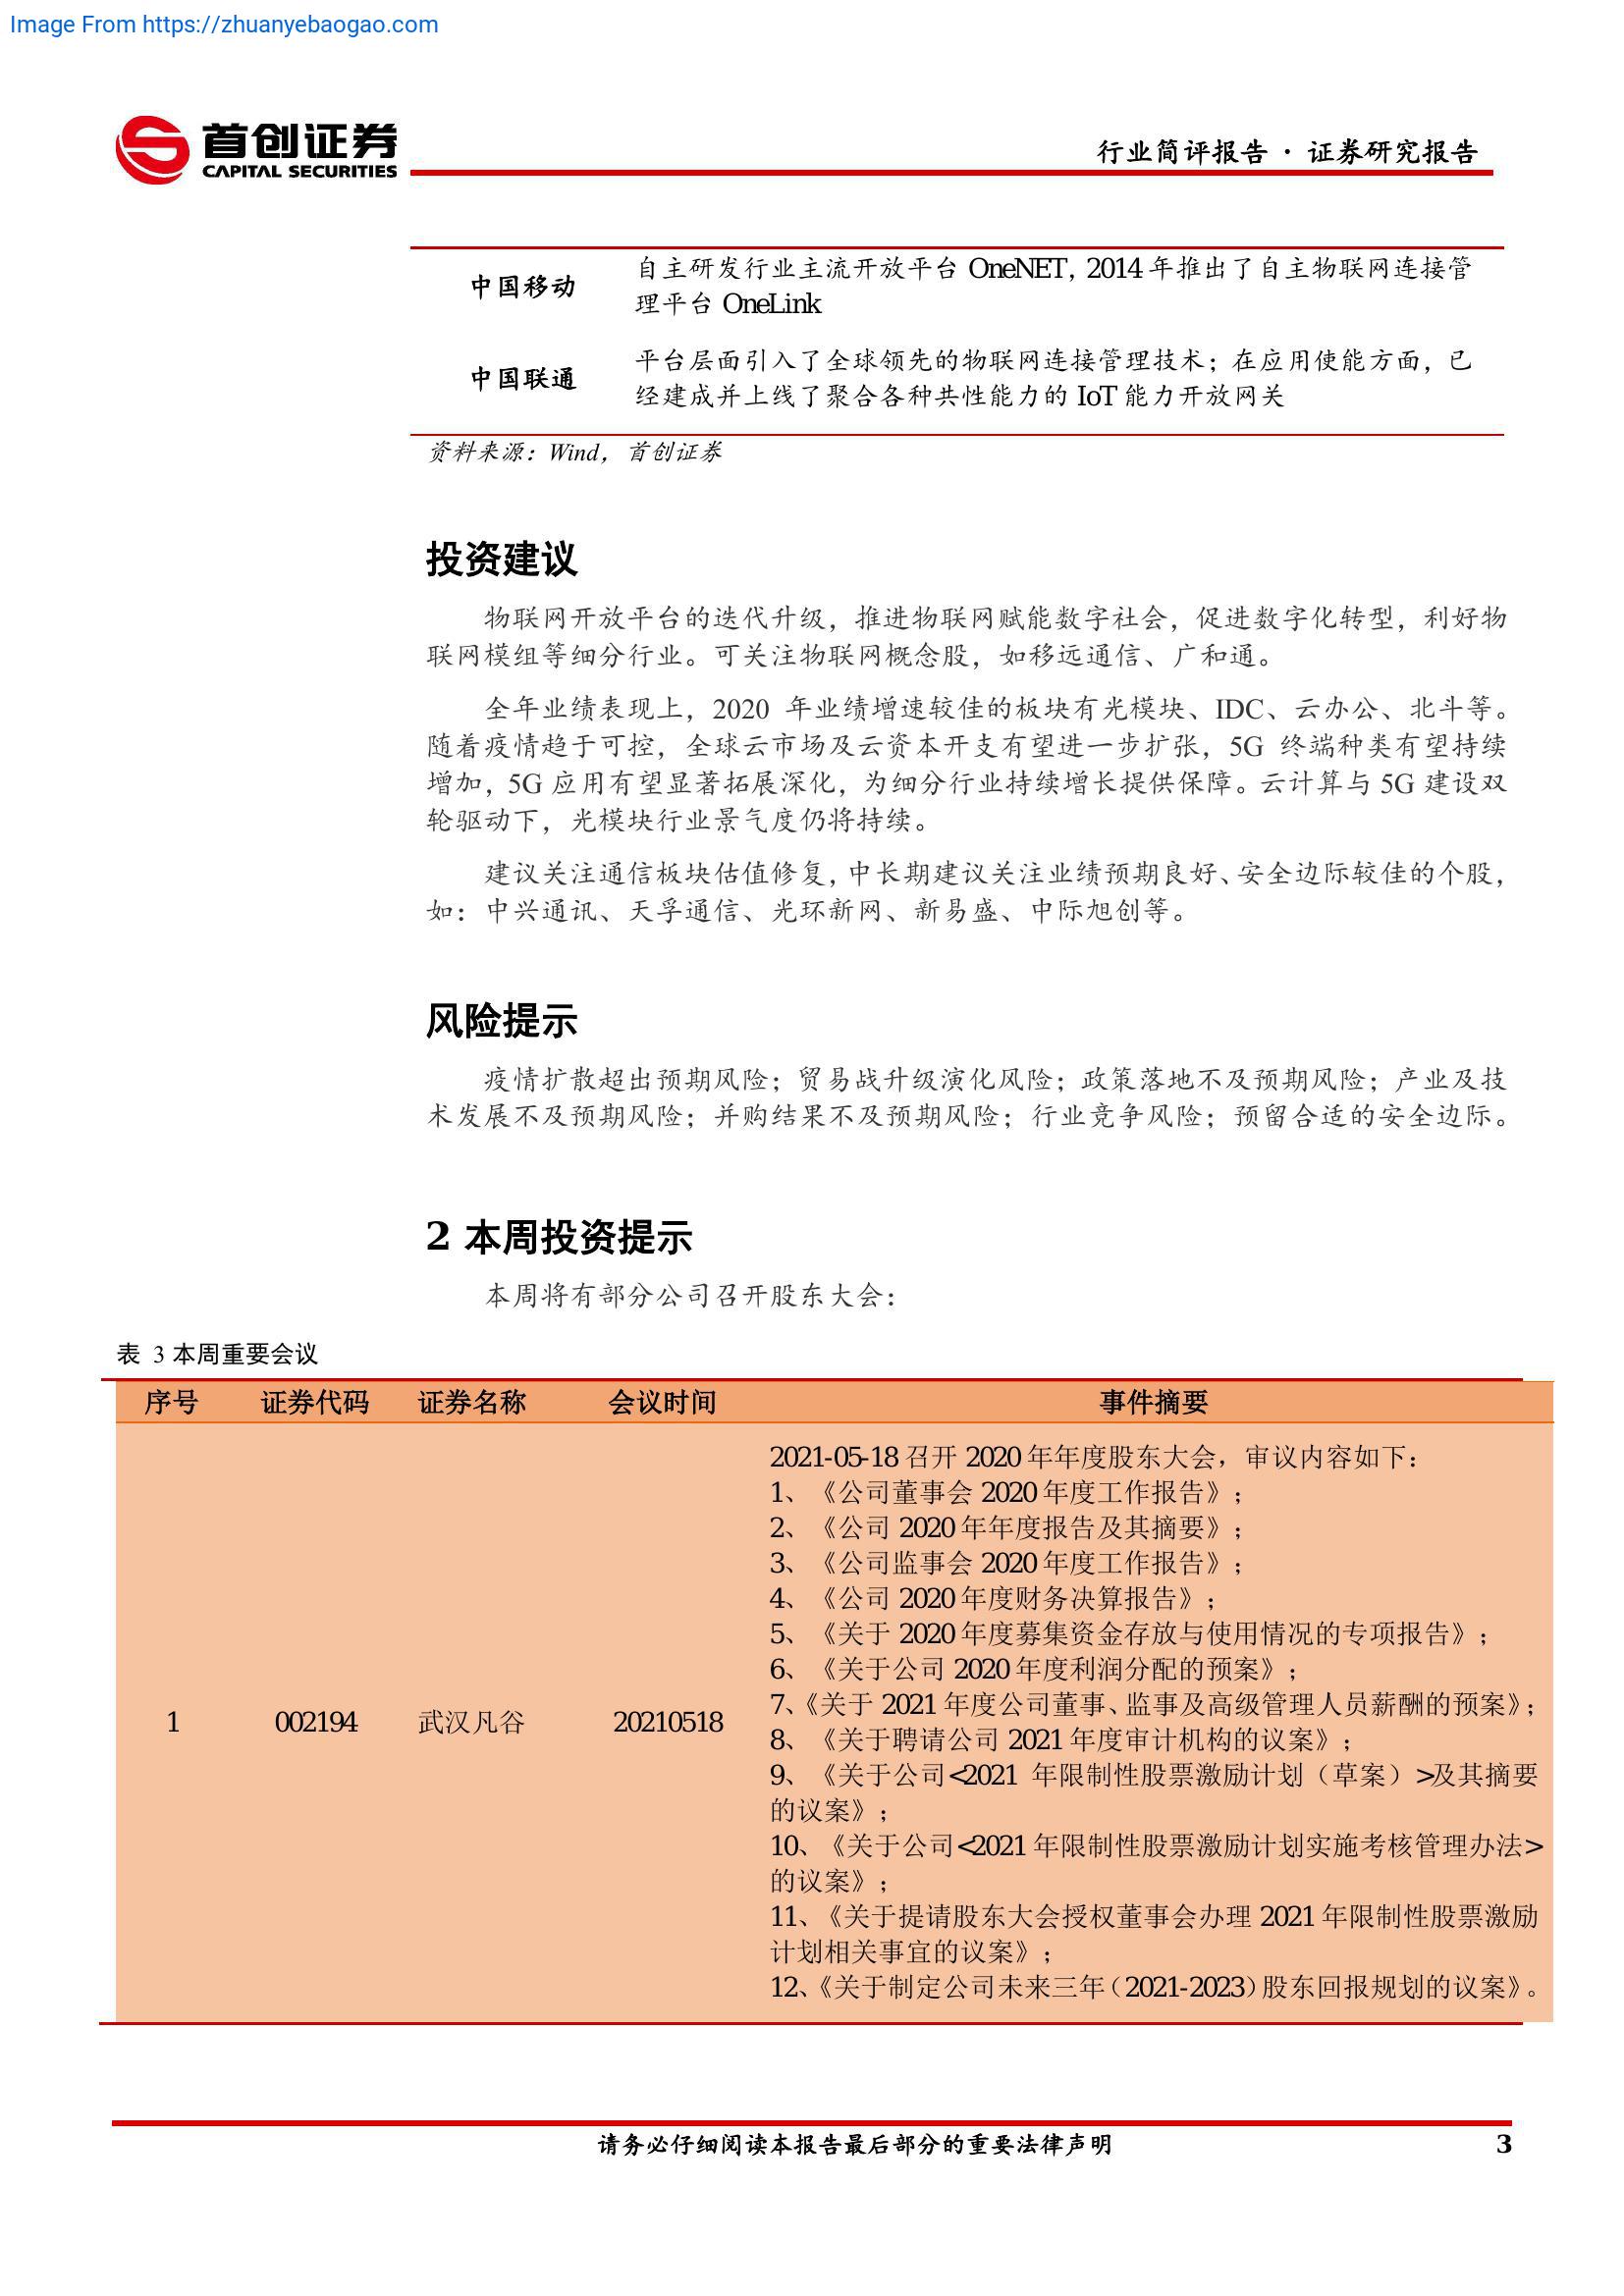 Image From https://zhuanyebaogao.com
首创证券
CAPITAL SECURITIES
行业简评报告 · 证券研究报告
中国移动
自主研发行业主流开放平台 OneNET，2014 年推出了自主物联网连接管
理平台 OneLink
中国联通
平台层面引入了全球领先的物联网连接管理技术；在应用使能方面，已
经建成并上线了聚合各种共性能力的 IoT 能力开放网关
资料来源：Wind，首创证券
投资建议
物联网开放平台的迭代升级，推进物联网赋能数字社会，促进数字化转型，利好物
联网模组等细分行业。可关注物联网概念股，如移远通信、广和通。
全年业绩表现上，2020 年业绩增速较佳的板块有光模块、IDC、云办公、北斗等。
随着疫情趋于可控，全球云市场及云资本开支有望进一步扩张，5G 终端种类有望持续
增加，5G 应用有望显著拓展深化，为细分行业持续增长提供保障。云计算与 5G 建设双
轮驱动下，光模块行业景气度仍将持续。
建议关注通信板块估值修复，中长期建议关注业绩预期良好、安全边际较佳的个股，
如：中兴通讯、天孚通信、光环新网、新易盛、中际旭创等。
风险提示
疫情扩散超出预期风险；贸易战升级演化风险；政策落地不及预期风险；产业及技
术发展不及预期风险；并购结果不及预期风险；行业竞争风险；预留合适的安全边际。
2 本周投资提示
本周将有部分公司召开股东大会：
表 3 本周重要会议
序号 证券代码 证券名称 会议时间 事件摘要
2021-05-18 召开 2020 年年度股东大会，审议内容如下：
1、《公司董事会 2020 年度工作报告》；
2、《公司 2020 年年度报告及其摘要》；
3、《公司监事会 2020 年度工作报告》；
4、《公司 2020 年度财务决算报告》；
5、《关于 2020 年度募集资金存放与使用情况的专项报告》；
6、《关于公司 2020 年度利润分配的预案》；
7、《关于 2021 年度公司董事、监事及高级管理人员薪酬的预案》；
1 002194 武汉凡谷 20210518
8、《关于聘请公司 2021 年度审计机构的议案》；
9、《关于公司<2021 年限制性股票激励计划（草案）>及其摘要
的议案》；
10、《关于公司<2021 年限制性股票激励计划实施考核管理办法>
的议案》；
11、《关于提请股东大会授权董事会办理 2021 年限制性股票激励
计划相关事宜的议案》；
12、《关于制定公司未来三年（2021-2023）股东回报规划的议案》。
请务必仔细阅读本报告最后部分的重要法律声明
3